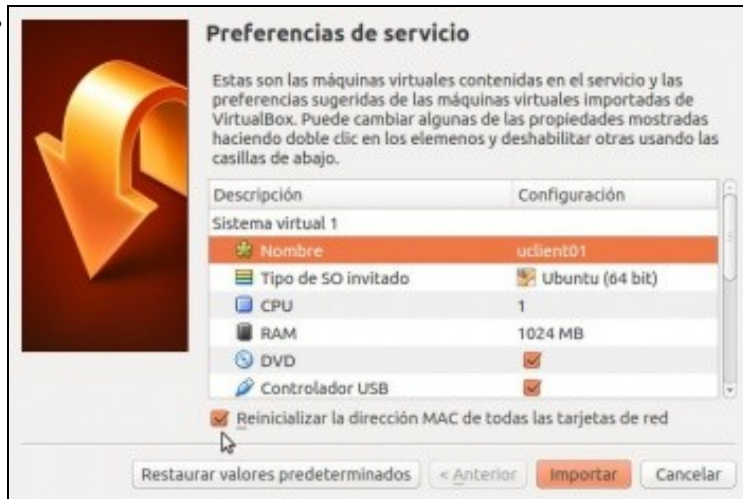 Preferencias de servicio
Estas son las máquinas virtuales contenidas en el servicio y las
preferencias sugeridas de las máquinas virtuales importadas de
VirtualBox. Puede cambiar algunas de las propiedades mostradas
haciendo doble clic en los elemenos y deshabilitar otras usando las
casillas de abajo.
Descripción Configuración
Sistema virtual 1
Nombre uclient01
Tipo de SO invitado Ubuntu (64 bit)
CPU 1
RAM 1024 MB
DVD
Controlador USB
Reinicializar la dirección MAC de todas las tarjetas de red
Restaurar valores predeterminados < Anterior Importar Cancelar